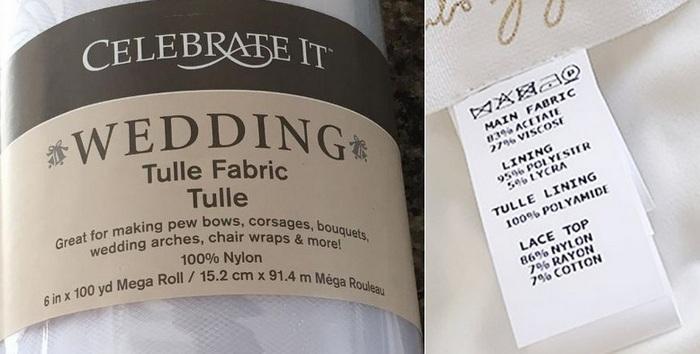 CELEBRATE IT™
WEDDING
Tulle Fabric
Tulle
Great for making pew bows, corsages, bouquets,
wedding arches, chair wraps & more!
100% Nylon
6 in x 100 yd Mega Roll / 15.2 cm x 91.4 m Méga Rouleau
MAIN FABRIC
83% ACETATE
27% VISCOSE
LINING
95% POLYESTER
5% LYCRA
TULLE LINING
100% POLYAMIDE
LACE TOP
86% NYLON
7% RAYON
7% COTTON